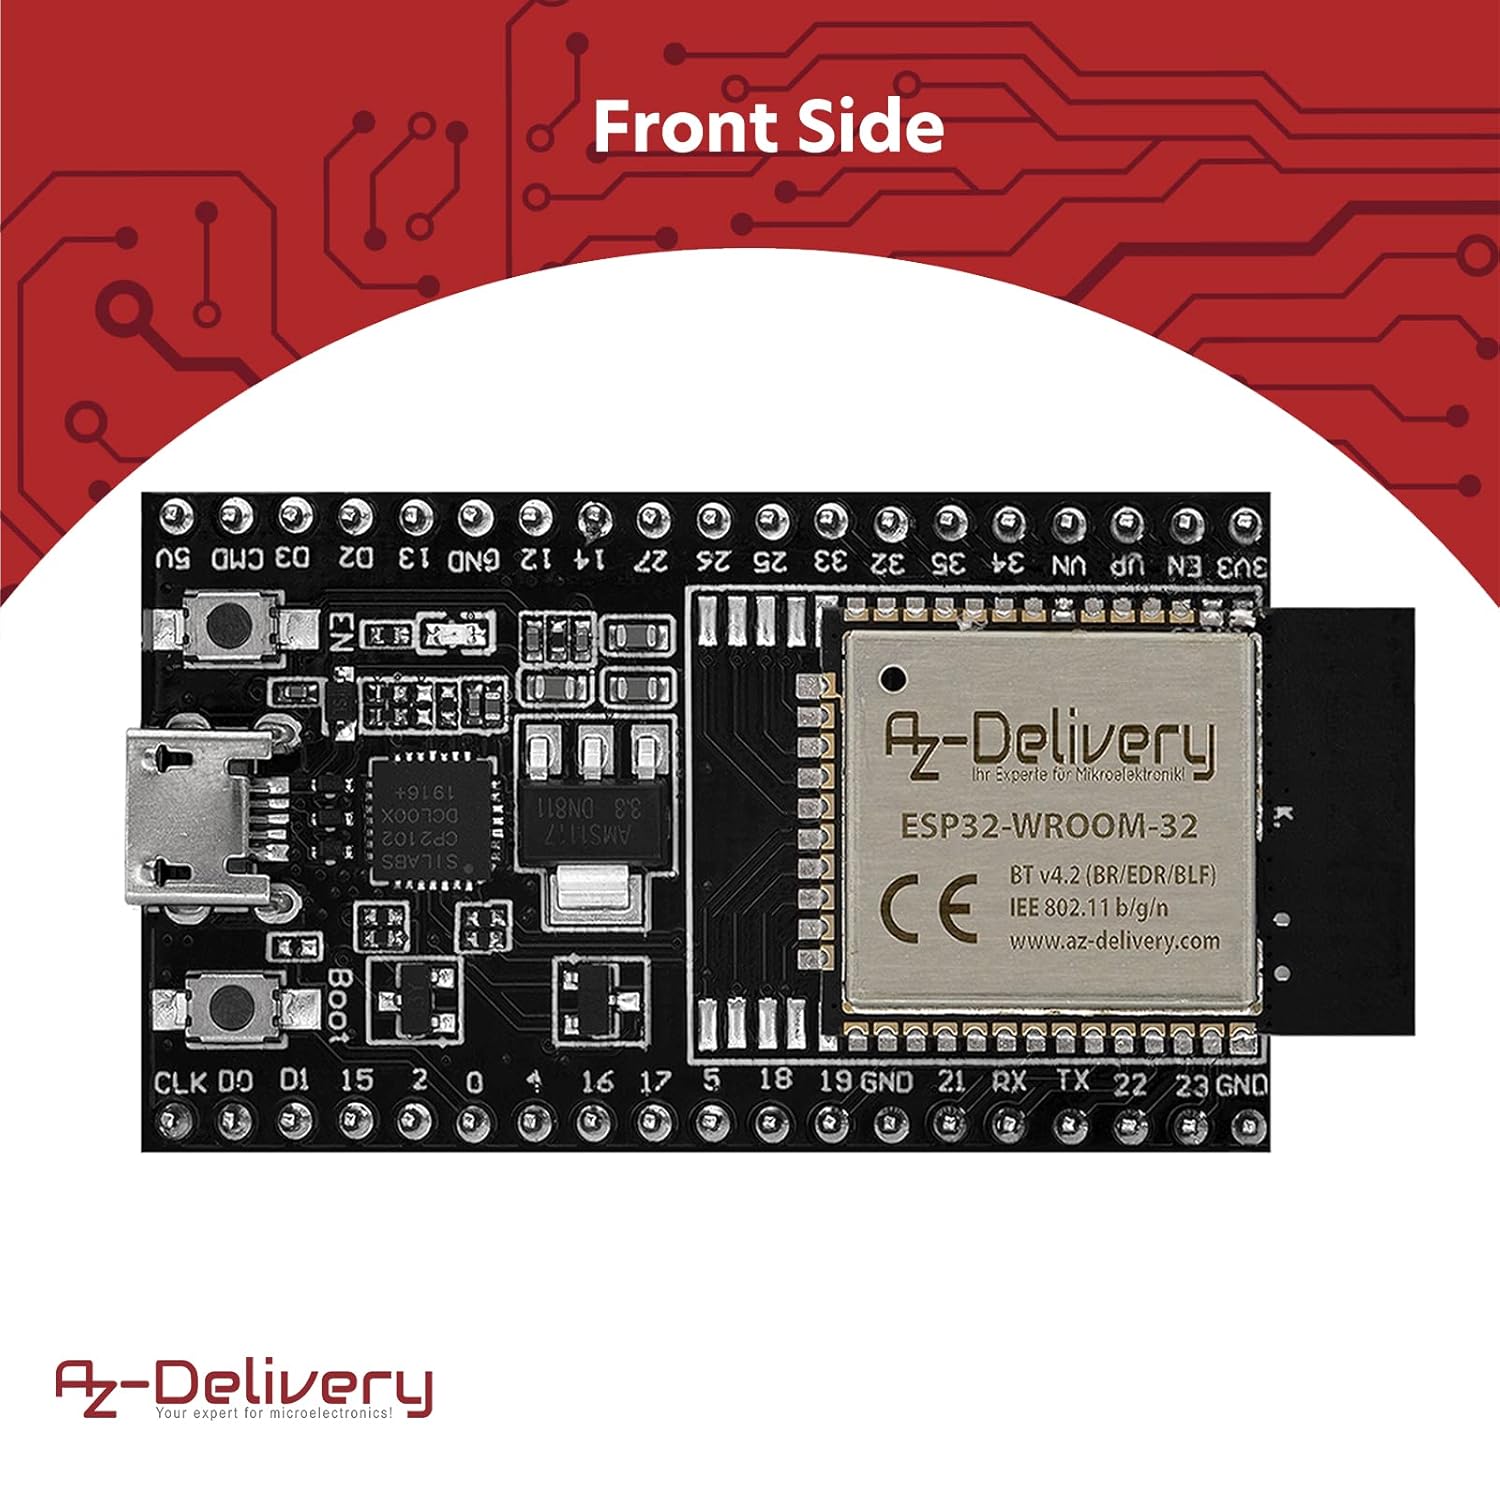 Front Side
5V CMD D3 D2 13 GND 12 14 27 26 25 33 32 35 34 VN VP EN 3V3
EN
1916+
DCL00X
CP2102
SILABS
AMS1117
3.3 DN811
Az-Delivery
Ihr Experte für Mikroelektronik!
ESP32-WROOM-32
CE
BT v4.2 (BR/EDR/BLF)
IEE 802.11 b/g/n
www.az-delivery.com
Boot
CLK D0 D1 15 2 0 4 16 17 5 18 19 GND 21 RX TX 22 23 GND
Az-Delivery
Your expert for microelectronics!